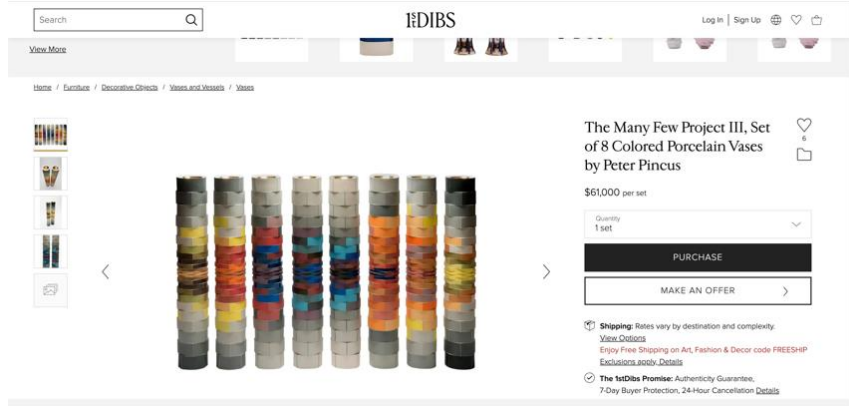 Search
1STDIBS
Log In | Sign Up
View More
Home / Furniture / Decorative Objects / Vases and Vessels / Vases
The Many Few Project III, Set
of 8 Colored Porcelain Vases
by Peter Pincus
6
$61,000 per set
Quantity
1 set
PURCHASE
MAKE AN OFFER
Shipping: Rates vary by destination and complexity.
View Options
Enjoy Free Shipping on Art, Fashion & Decor code FREESHIP
Exclusions apply. Details
The 1stDibs Promise: Authenticity Guarantee,
7-Day Buyer Protection, 24-Hour Cancellation Details